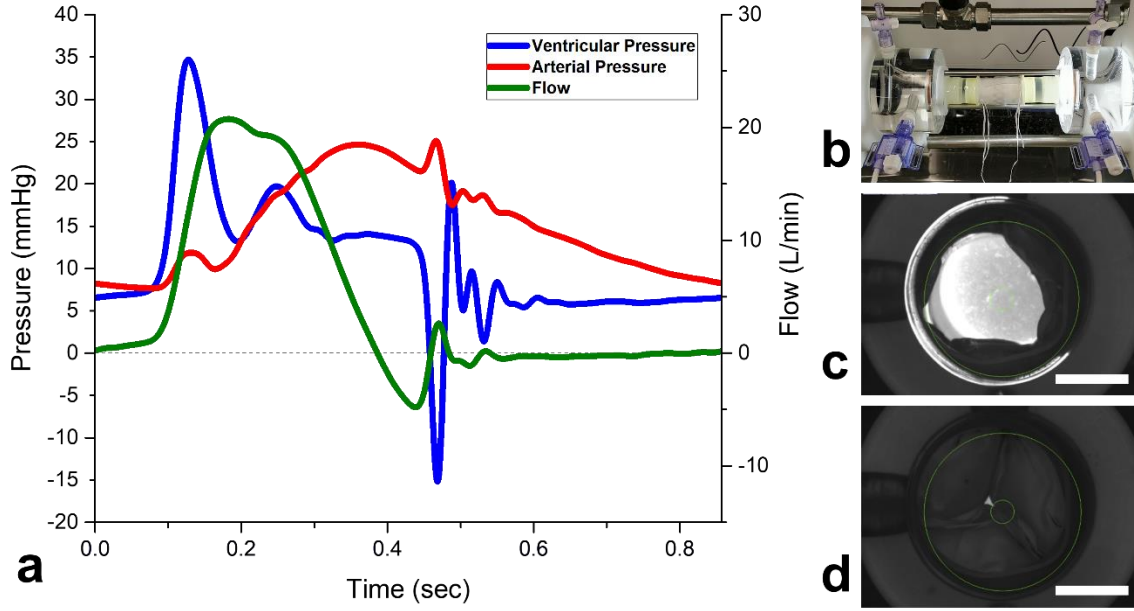 Ventricular Pressure
Arterial Pressure
Flow
Pressure (mmHg)
40
35
30
25
20
15
10
5
0
-5
-10
-15
-20
0.0
0.2
0.4
0.6
0.8
Time (sec)
30
20
10
0
-10
Flow (L/min)
a
b
c
d